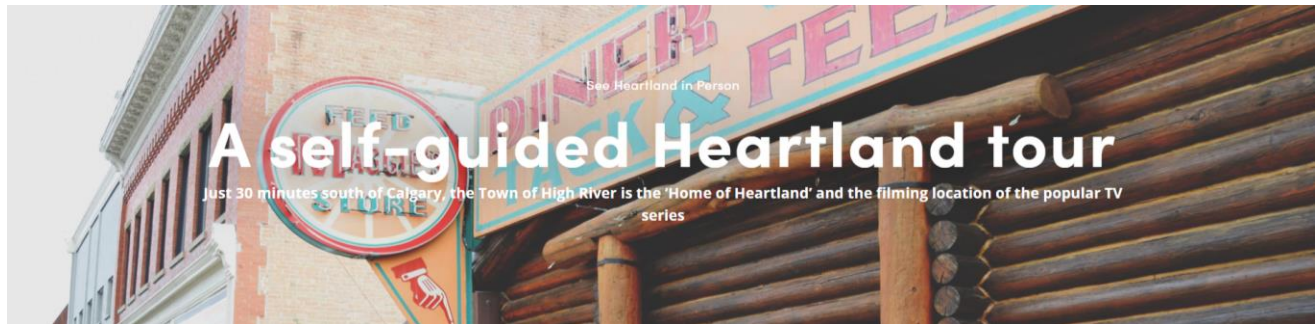 See Heartland in Person
A self-guided Heartland tour
Just 30 minutes south of Calgary, the Town of High River is the ‘Home of Heartland’ and the filming location of the popular TV
series
DINER
TACK & FEED
FEED
MAGGIE'S
STORE